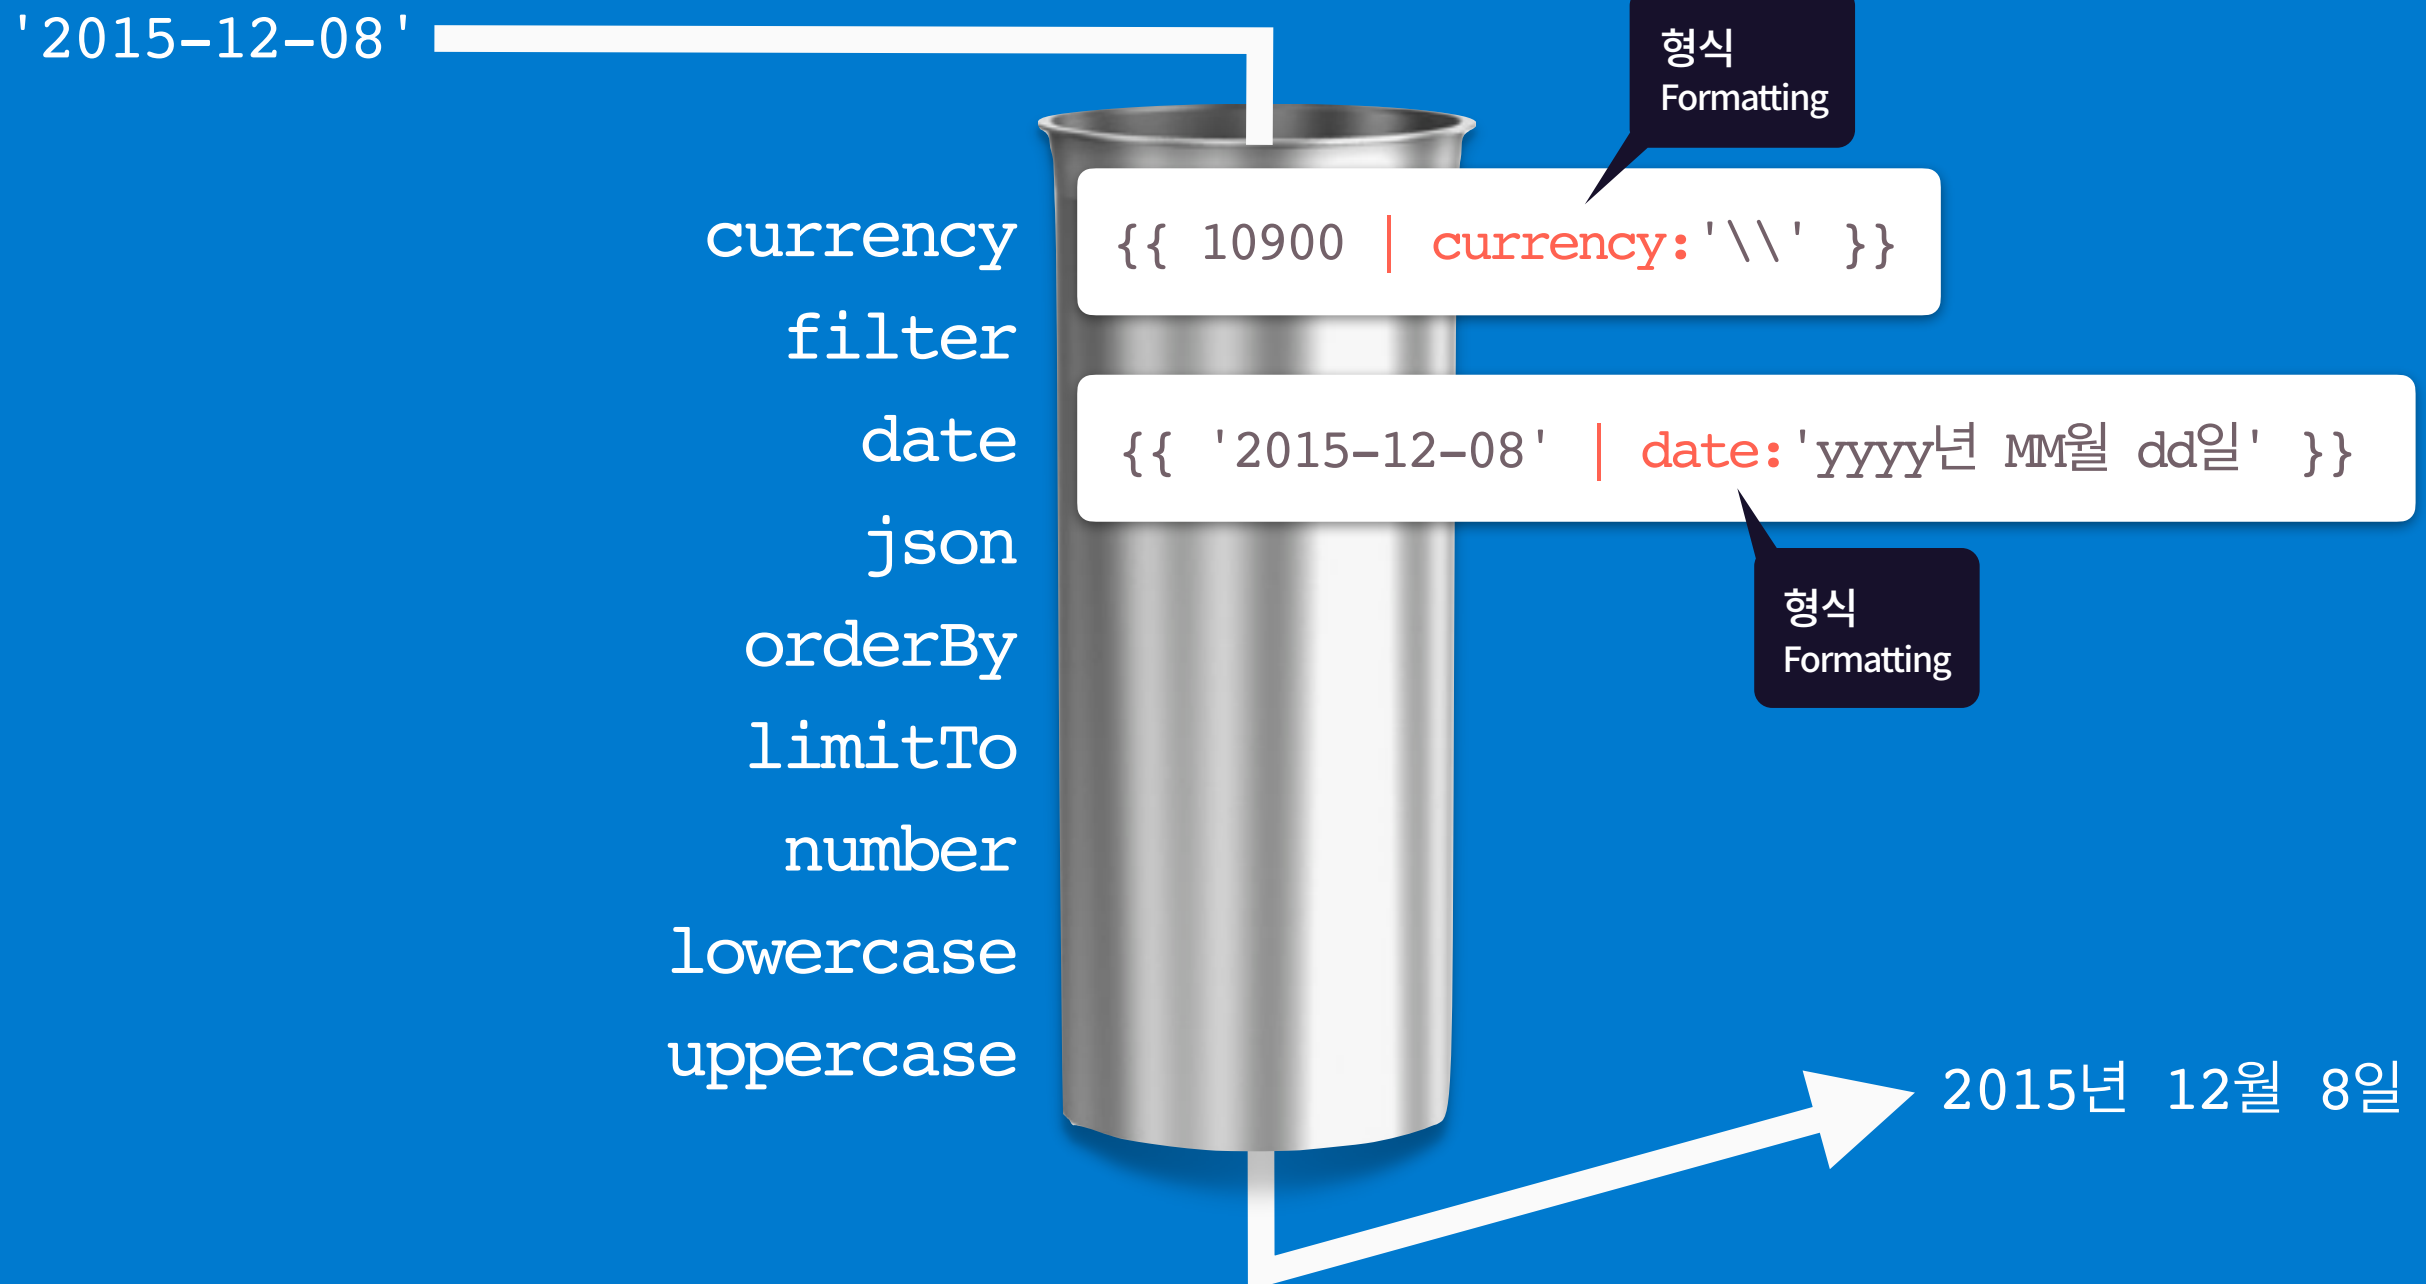 '2015-12-08'
형식
Formatting
currency
{{ 10900 | currency:'\\' }}
filter
date
{{ '2015-12-08' | date:'yyyy년 MM월 dd일' }}
json
형식
Formatting
orderBy
limitTo
number
lowercase
uppercase
2015년 12월 8일